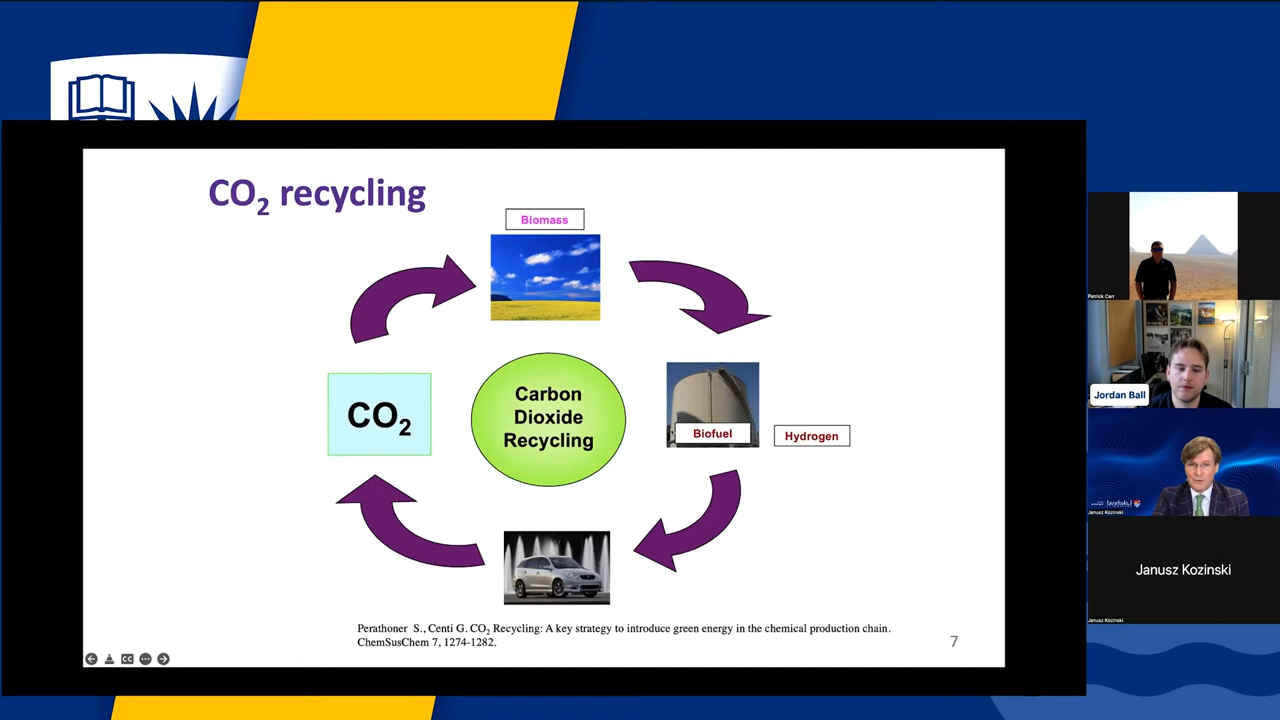 CO₂ recycling
Biomass
CO₂
Carbon
Dioxide
Recycling
Biofuel
Hydrogen
Perathoner S., Centi G. CO₂ Recycling: A key strategy to introduce green energy in the chemical production chain.
ChemSusChem 7, 1274-1282.
7
CC
Patrick Carr
Jordan Ball
Janusz Kozinski
Janusz Kozinski
Janusz Kozinski